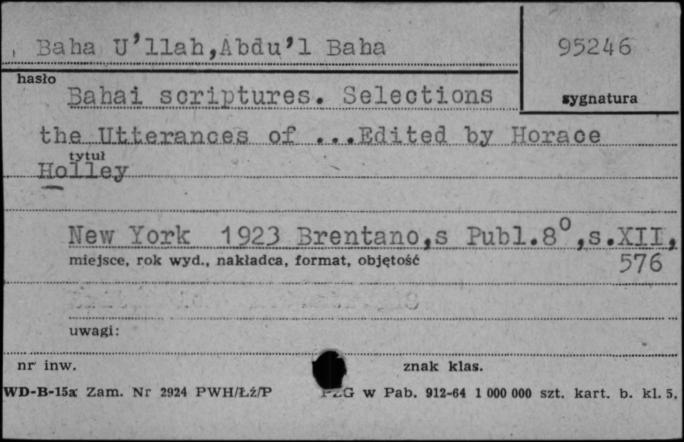 Baha U'llah,Abdu'l Baha
95246
hasło
sygnatura
Bahai scriptures. Selections
the Utterances of ...Edited by Horace
tytuł
Holley
New York 1923 Brentano,s Publ.8⁰,s.XII,
miejsce, rok wyd., nakładca, format, objętość
576
uwagi:
nr inw.
znak klas.
WD-B-15a Zam. Nr 2924 PWH/Łź/P PZG w Pab. 912-64 1 000 000 szt. kart. b. kl. 5.